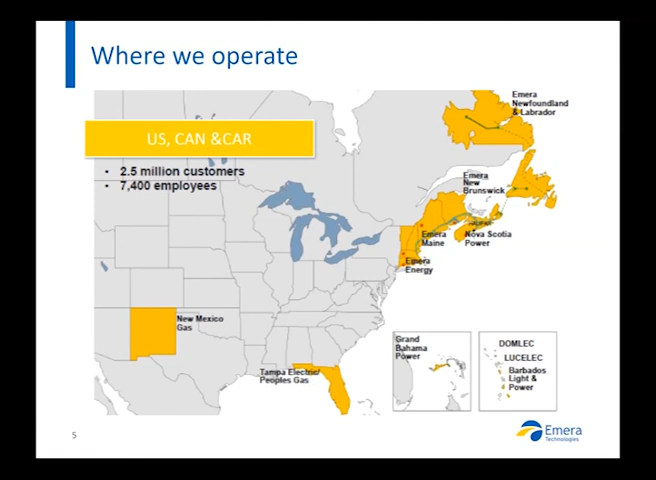 Where we operate
US, CAN &CAR
• 2.5 million customers
• 7,400 employees
Emera
Newfoundland
& Labrador
Emera
New
Brunswick
Emera
Maine
Nova Scotia
Power
Emera
Energy
New Mexico
Gas
Tampa Electric/
Peoples Gas
Grand
Bahama
Power
DOMLEC
LUCELEC
Barbados
Light &
Power
5
Emera
Technologies